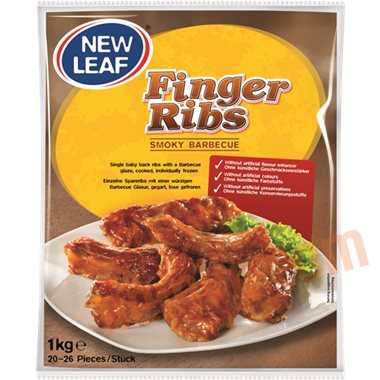 NEW
LEAF
Finger
Ribs
SMOKY BARBECUE
Single baby back ribs with a Barbecue
glaze, cooked, individually frozen
Einzelne Spareribs mit einer würzigen
Barbecue Glasur, gegart, lose gefroren
Without artificial flavour enhancer
Ohne künstliche Geschmacksverstärker
Without artificial colours
Ohne künstliche Farbstoffe
Without artificial preservatives
Ohne künstliche Konservierungsstoffe
1kg e
20-26 Pieces/Stück